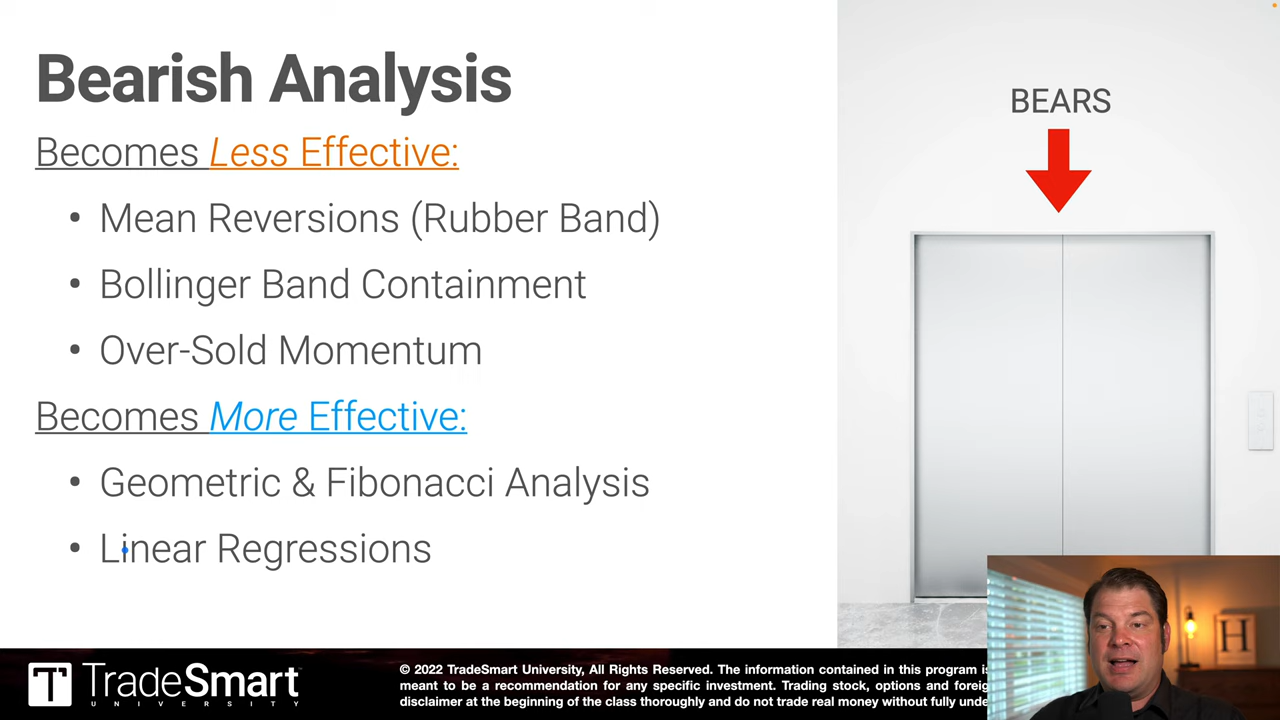 Bearish Analysis
BEARS
Becomes Less Effective:
• Mean Reversions (Rubber Band)
• Bollinger Band Containment
• Over-Sold Momentum
Becomes More Effective:
• Geometric & Fibonacci Analysis
• Linear Regressions
H
T TradeSmart
UNIVERSITY
© 2022 TradeSmart University, All Rights Reserved. The information contained in this program is
meant to be a recommendation for any specific investment. Trading stock, options and
disclaimer at the beginning of the class thoroughly and do not trade real money without fully